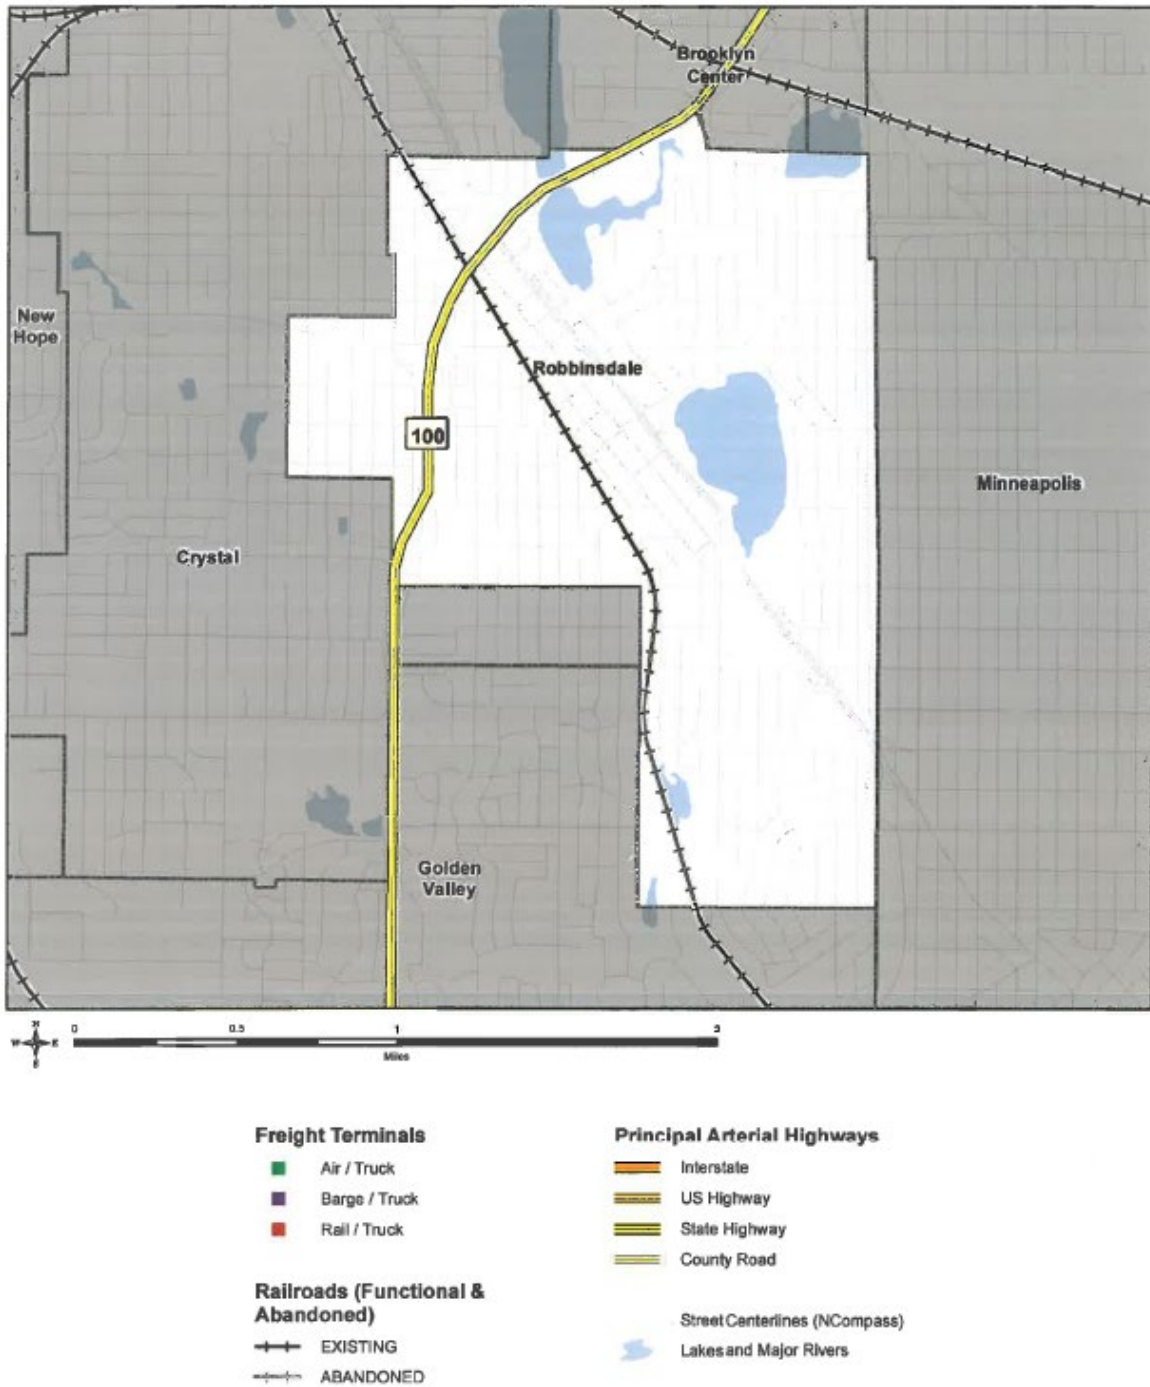 Brooklyn
Center
New
Hope
Robbinsdale
100
Minneapolis
Crystal
Golden
Valley
N
W E
S
0 0.5 1 2
Miles
Freight Terminals
Air / Truck
Barge / Truck
Rail / Truck
Railroads (Functional &
Abandoned)
EXISTING
ABANDONED
Principal Arterial Highways
Interstate
US Highway
State Highway
County Road
Street Centerlines (NCompass)
Lakes and Major Rivers